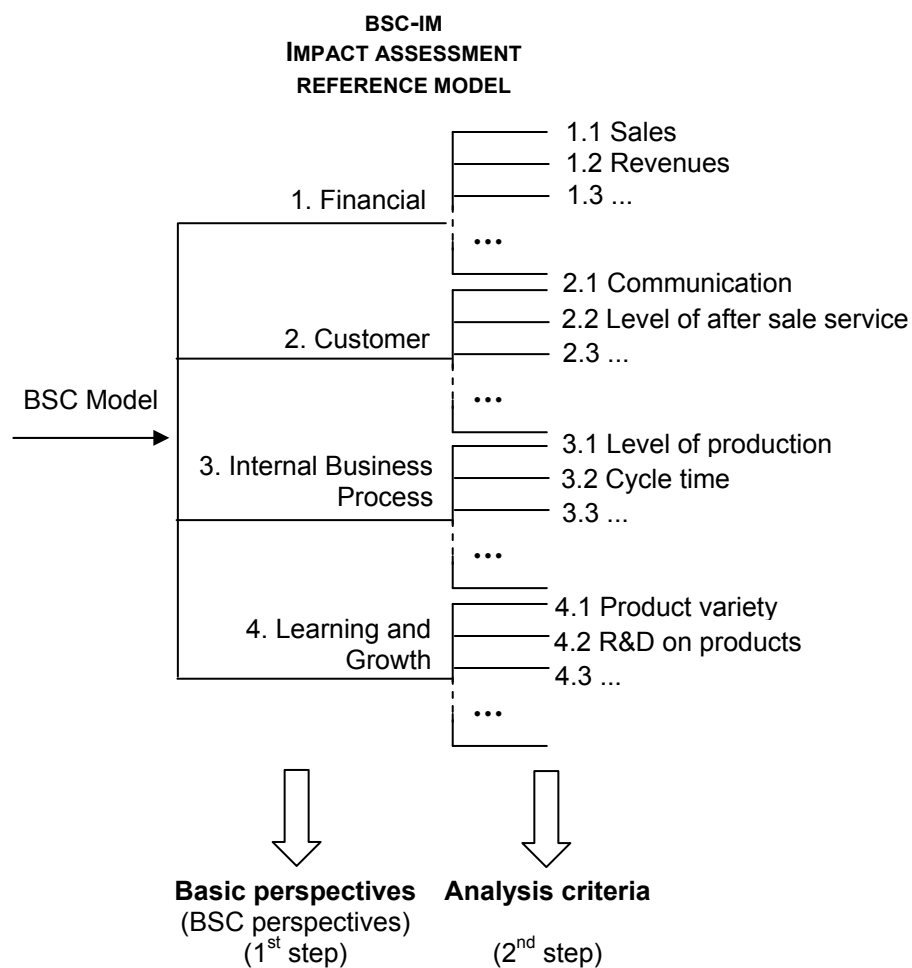 BSC-IM
IMPACT ASSESSMENT
REFERENCE MODEL
1.1 Sales
1.2 Revenues
1.3 ...
1. Financial
...
2.1 Communication
2.2 Level of after sale service
2.3 ...
2. Customer
...
BSC Model
3.1 Level of production
3.2 Cycle time
3.3 ...
3. Internal Business
Process
...
4.1 Product variety
4.2 R&D on products
4.3 ...
4. Learning and
Growth
...
Basic perspectives
(BSC perspectives)
(1st step)
Analysis criteria
(2nd step)